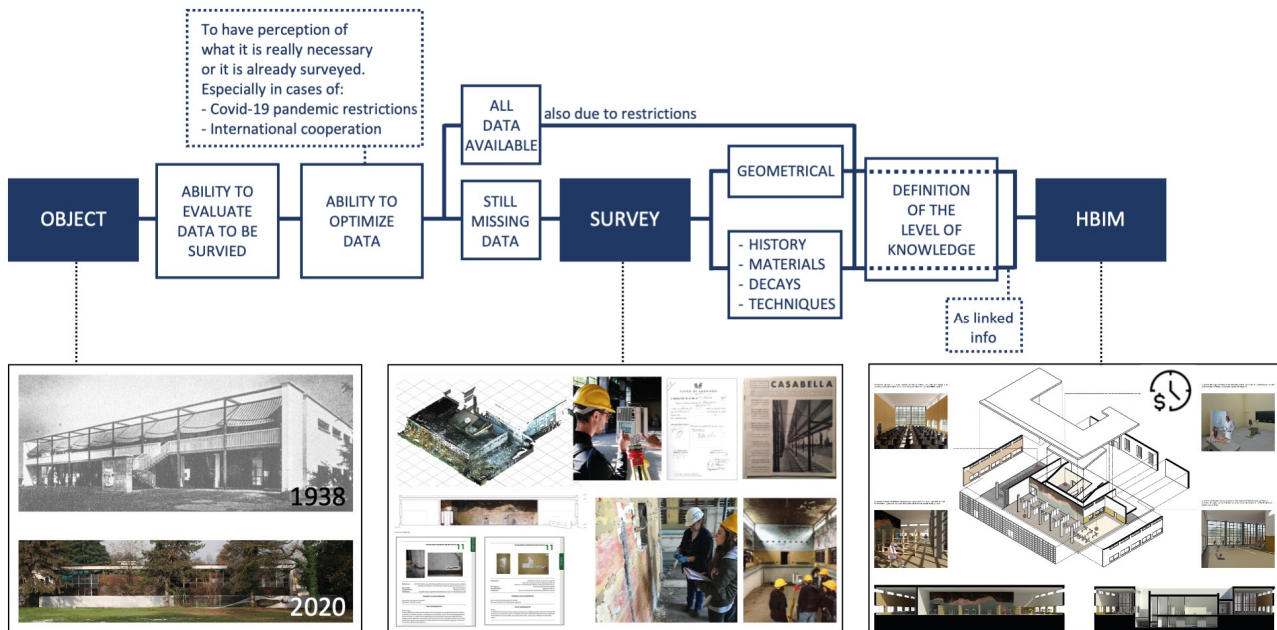 To have perception of
what it is really necessary
or it is already surveyed.
Especially in cases of:
- Covid-19 pandemic restrictions
- International cooperation
OBJECT
ABILITY TO
EVALUATE
DATA TO BE
SURVIED
ABILITY TO
OPTIMIZE
DATA
ALL
DATA
AVAILABLE
also due to restrictions
STILL
MISSING
DATA
SURVEY
GEOMETRICAL
- HISTORY
- MATERIALS
- DECAYS
- TECHNIQUES
DEFINITION
OF THE
LEVEL OF
KNOWLEDGE
As linked
info
HBIM
1938
2020
CASABELLA
11
11
$